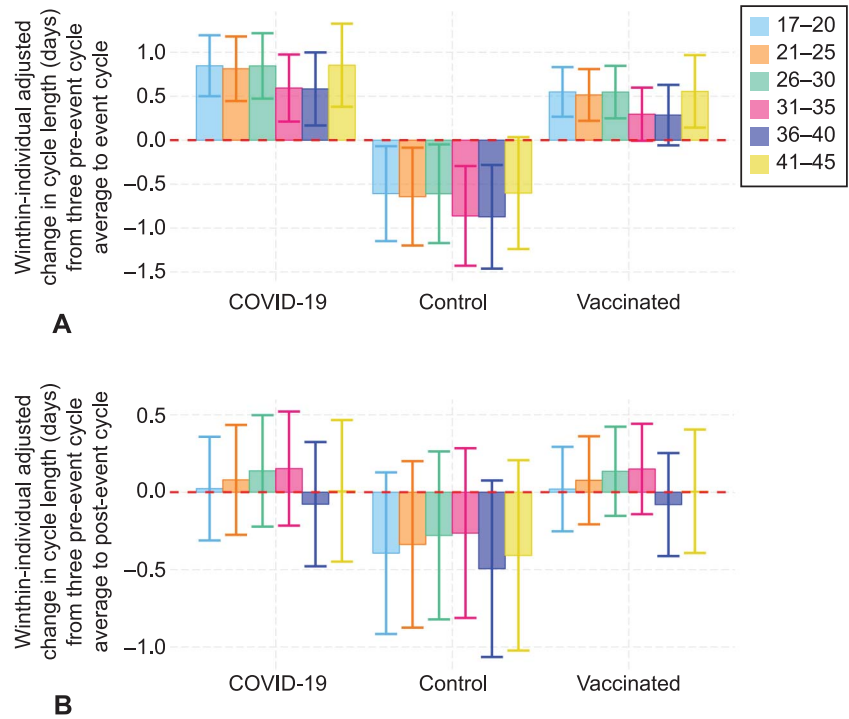 Winthin-individual adjusted
change in cycle length (days)
from three pre-event cycle
average to event cycle
1.0
0.5
0.0
−0.5
−1.0
−1.5
COVID-19 Control Vaccinated
17–20
21–25
26–30
31–35
36–40
41–45
A
Winthin-individual adjusted
change in cycle length (days)
from three pre-event cycle
average to post-event cycle
0.5
0.0
−0.5
−1.0
COVID-19 Control Vaccinated
B